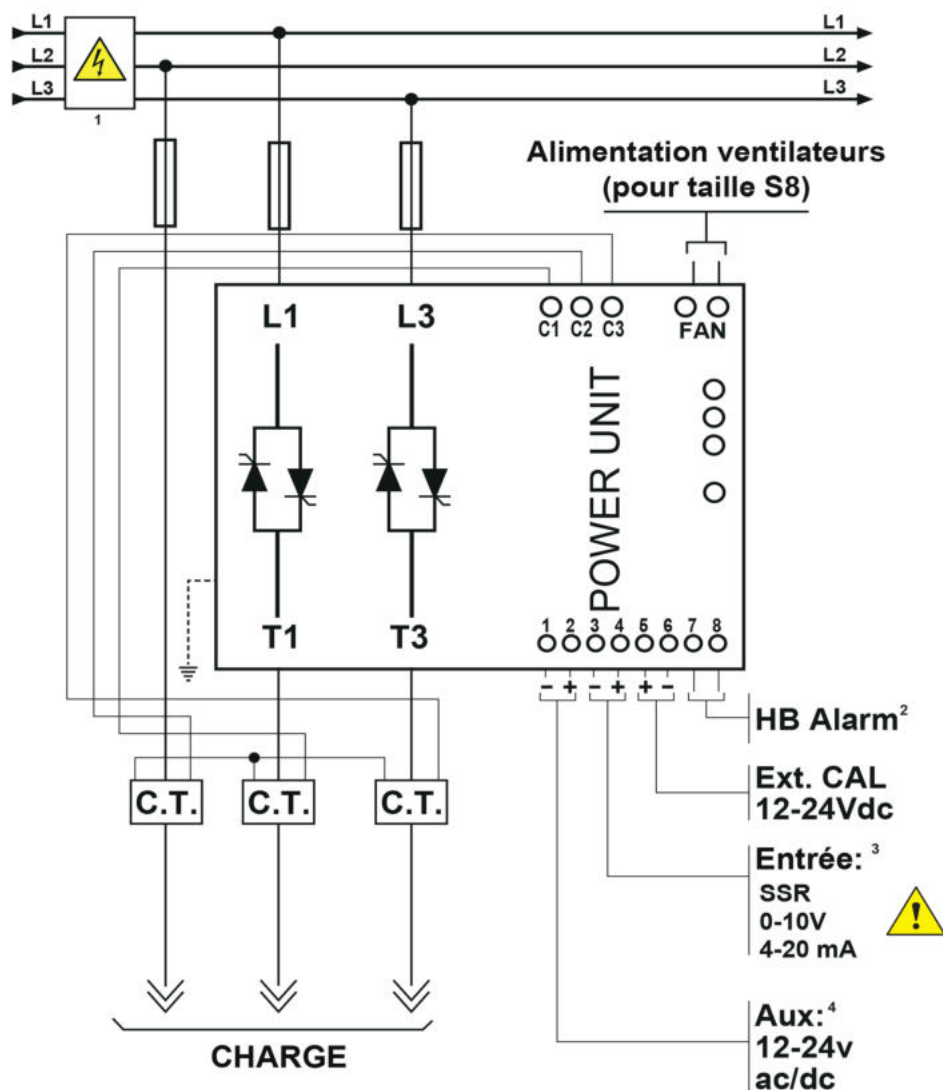 L1
L1
L2
L2
L3
L3
1
Alimentation ventilateurs
(pour taille S8)
L1
L3
C1 C2 C3
FAN
POWER UNIT
T1
T3
1 2 3 4 5 6 7 8
- + - + + -
HB Alarm²
Ext. CAL
12-24Vdc
Entrée: ³
SSR
0-10V
4-20 mA
!
Aux: ⁴
12-24v
ac/dc
C.T. C.T. C.T.
CHARGE